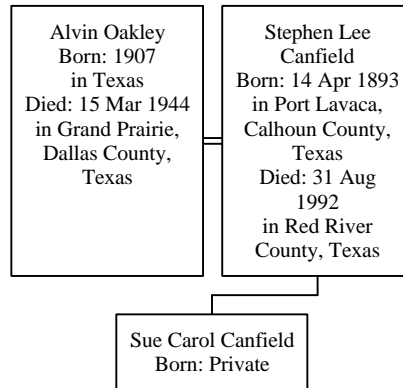 Alvin Oakley
Born: 1907
in Texas
Died: 15 Mar 1944
in Grand Prairie,
Dallas County,
Texas
Stephen Lee
Canfield
Born: 14 Apr 1893
in Port Lavaca,
Calhoun County,
Texas
Died: 31 Aug
1992
in Red River
County, Texas
Sue Carol Canfield
Born: Private